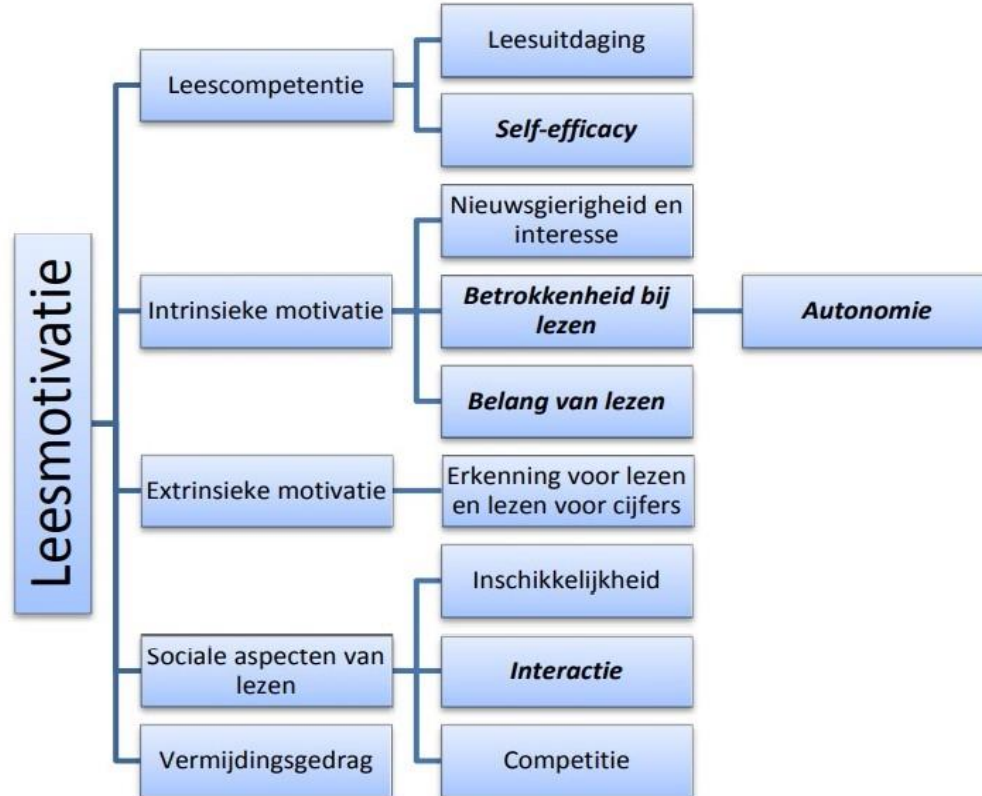 Leesmotivatie
Leescompetentie
Leesuitdaging
Self-efficacy
Intrinsieke motivatie
Nieuwsgierigheid en
interesse
Betrokkenheid bij
lezen
Autonomie
Belang van lezen
Extrinsieke motivatie
Erkenning voor lezen
en lezen voor cijfers
Sociale aspecten van
lezen
Inschikkelijkheid
Interactie
Competitie
Vermijdingsgedrag